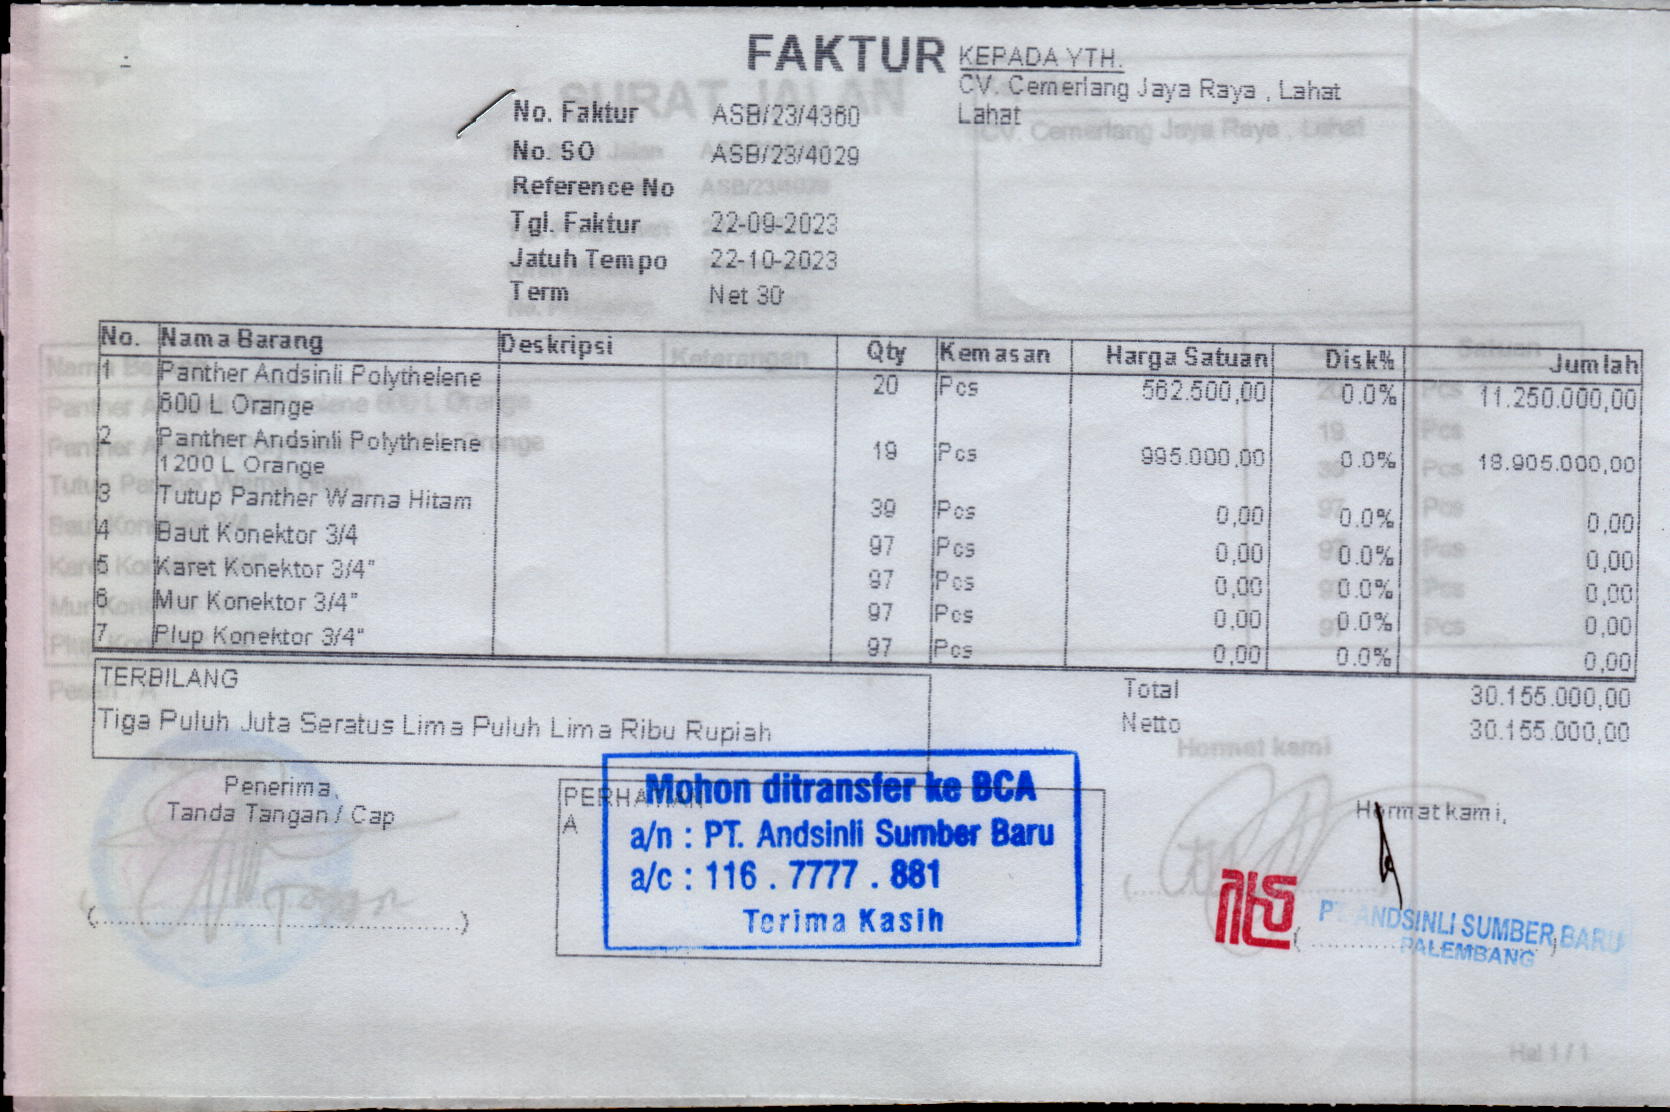 FAKTUR
KEPADA YTH.
CV. Cemerlang Jaya Raya , Lahat
Lahat
No. Faktur ASB/23/4360
No. SO ASB/23/4029
Reference No
Tgl. Faktur 22-09-2023
Jatuh Tempo 22-10-2023
Term Net 30
No. Nama Barang Deskripsi Qty Kemasan Harga Satuan Disk% Jumlah
1 Panther Andsinli Polythelene 20 Pcs 562.500,00 0.0% 11.250.000,00
600 L Orange
2 Panther Andsinli Polythelene 19 Pcs 995.000,00 0.0% 18.905.000,00
1200 L Orange
3 Tutup Panther Warna Hitam 39 Pcs 0,00 0.0% 0,00
4 Baut Konektor 3/4 97 Pcs 0,00 0.0% 0,00
5 Karet Konektor 3/4" 97 Pcs 0,00 0.0% 0,00
6 Mur Konektor 3/4" 97 Pcs 0,00 0.0% 0,00
7 Plup Konektor 3/4" 97 Pcs 0,00 0.0% 0,00
TERBILANG
Tiga Puluh Juta Seratus Lima Puluh Lima Ribu Rupiah
Total 30.155.000,00
Netto 30.155.000,00
Penerima,
Tanda Tangan / Cap
(....................)
PERHATIAN
A
Mohon ditransfer ke BCA
a/n : PT. Andsinli Sumber Baru
a/c : 116 . 7777 . 881
Terima Kasih
Hormat kami,
PT. ANDSINLI SUMBER BARU
PALEMBANG
Hal 1 / 1